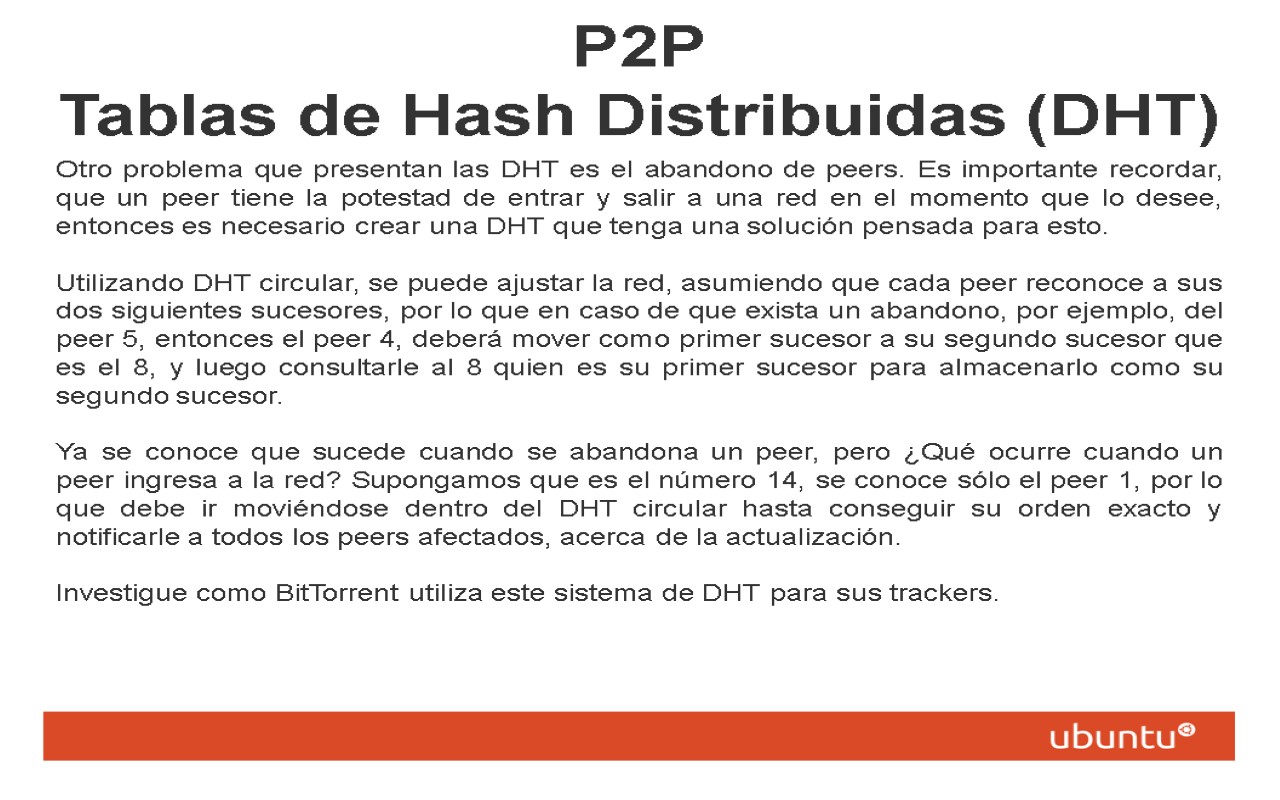 P2P
Tablas de Hash Distribuidas (DHT)
Otro problema que presentan las DHT es el abandono de peers. Es importante recordar,
que un peer tiene la potestad de entrar y salir a una red en el momento que lo desee,
entonces es necesario crear una DHT que tenga una solución pensada para esto.
Utilizando DHT circular, se puede ajustar la red, asumiendo que cada peer reconoce a sus
dos siguientes sucesores, por lo que en caso de que exista un abandono, por ejemplo, del
peer 5, entonces el peer 4, deberá mover como primer sucesor a su segundo sucesor que
es el 8, y luego consultarle al 8 quien es su primer sucesor para almacenarlo como su
segundo sucesor.
Ya se conoce que sucede cuando se abandona un peer, pero ¿Qué ocurre cuando un
peer ingresa a la red? Supongamos que es el número 14, se conoce sólo el peer 1, por lo
que debe ir moviéndose dentro del DHT circular hasta conseguir su orden exacto y
notificarle a todos los peers afectados, acerca de la actualización.
Investigue como BitTorrent utiliza este sistema de DHT para sus trackers.
ubuntu